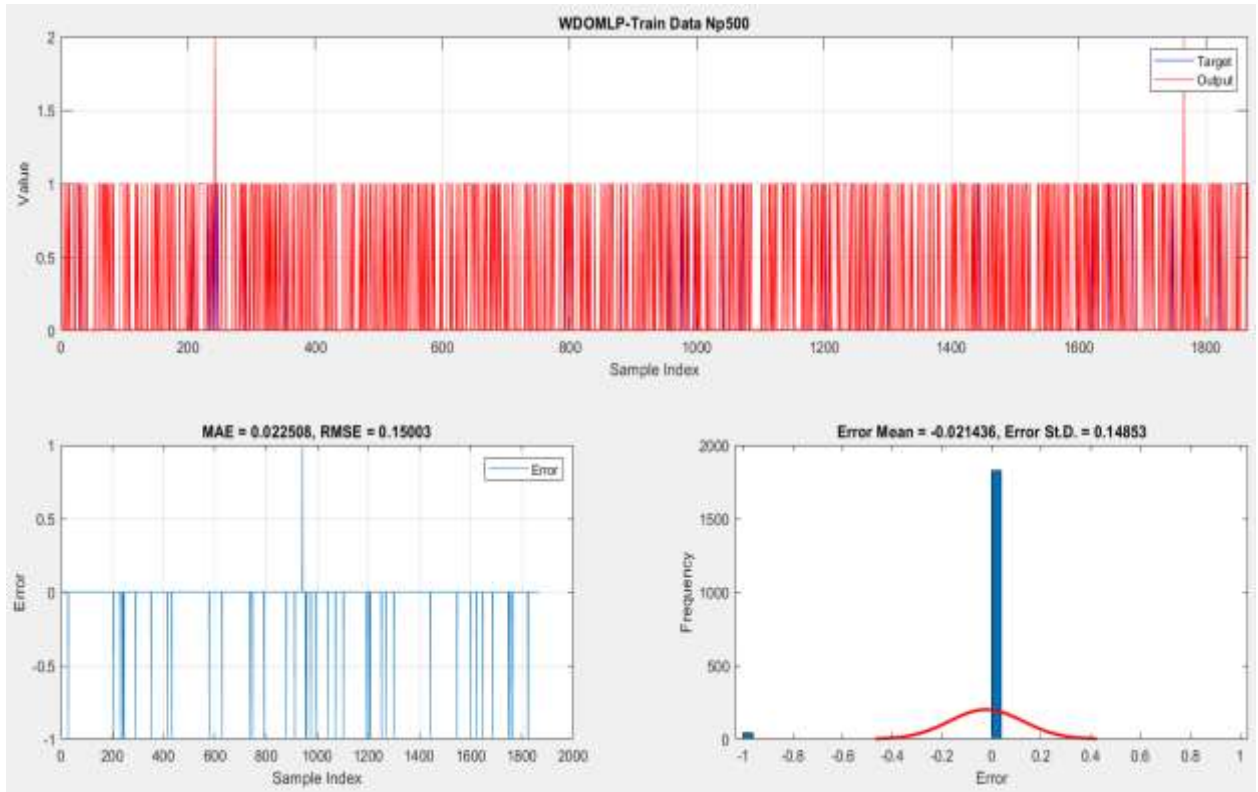 WDOMLP-Train Data Np500
2
1.5
1
0.5
0
Value
Target
Output
0 200 400 600 800 1000 1200 1400 1600 1800
Sample Index
MAE = 0.022508, RMSE = 0.15003
1
0.5
0
-0.5
-1
Error
Error
0 200 400 600 800 1000 1200 1400 1600 1800 2000
Sample Index
Error Mean = -0.021436, Error St.D. = 0.14853
2000
1500
1000
500
0
Frequency
-1 -0.8 -0.6 -0.4 -0.2 0 0.2 0.4 0.6 0.8 1
Error